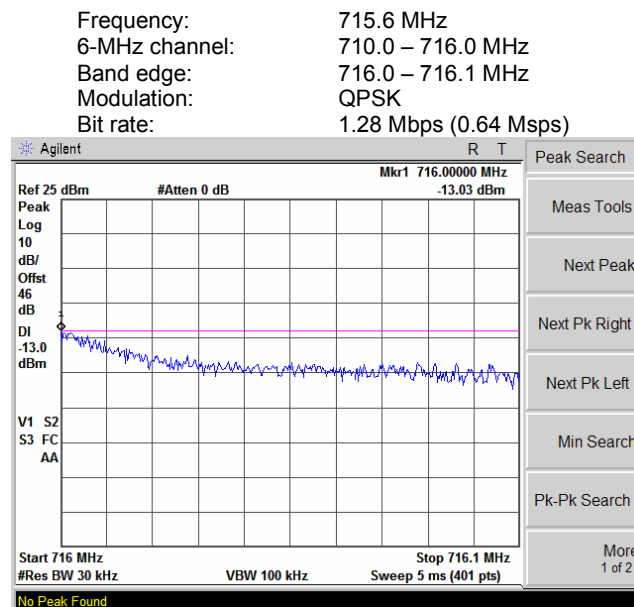 Frequency: 715.6 MHz
6-MHz channel: 710.0 – 716.0 MHz
Band edge: 716.0 – 716.1 MHz
Modulation: QPSK
Bit rate: 1.28 Mbps (0.64 Msps)
Agilent R T
Mkr1 716.00000 MHz
Ref 25 dBm #Atten 0 dB -13.03 dBm
Peak
Log
10
dB/
Offst
46
dB
1
DI
-13.0
dBm
V1 S2
S3 FC
AA
Start 716 MHz Stop 716.1 MHz
#Res BW 30 kHz VBW 100 kHz Sweep 5 ms (401 pts)
No Peak Found
Peak Search
Meas Tools
Next Peak
Next Pk Right
Next Pk Left
Min Search
Pk-Pk Search
More
1 of 2